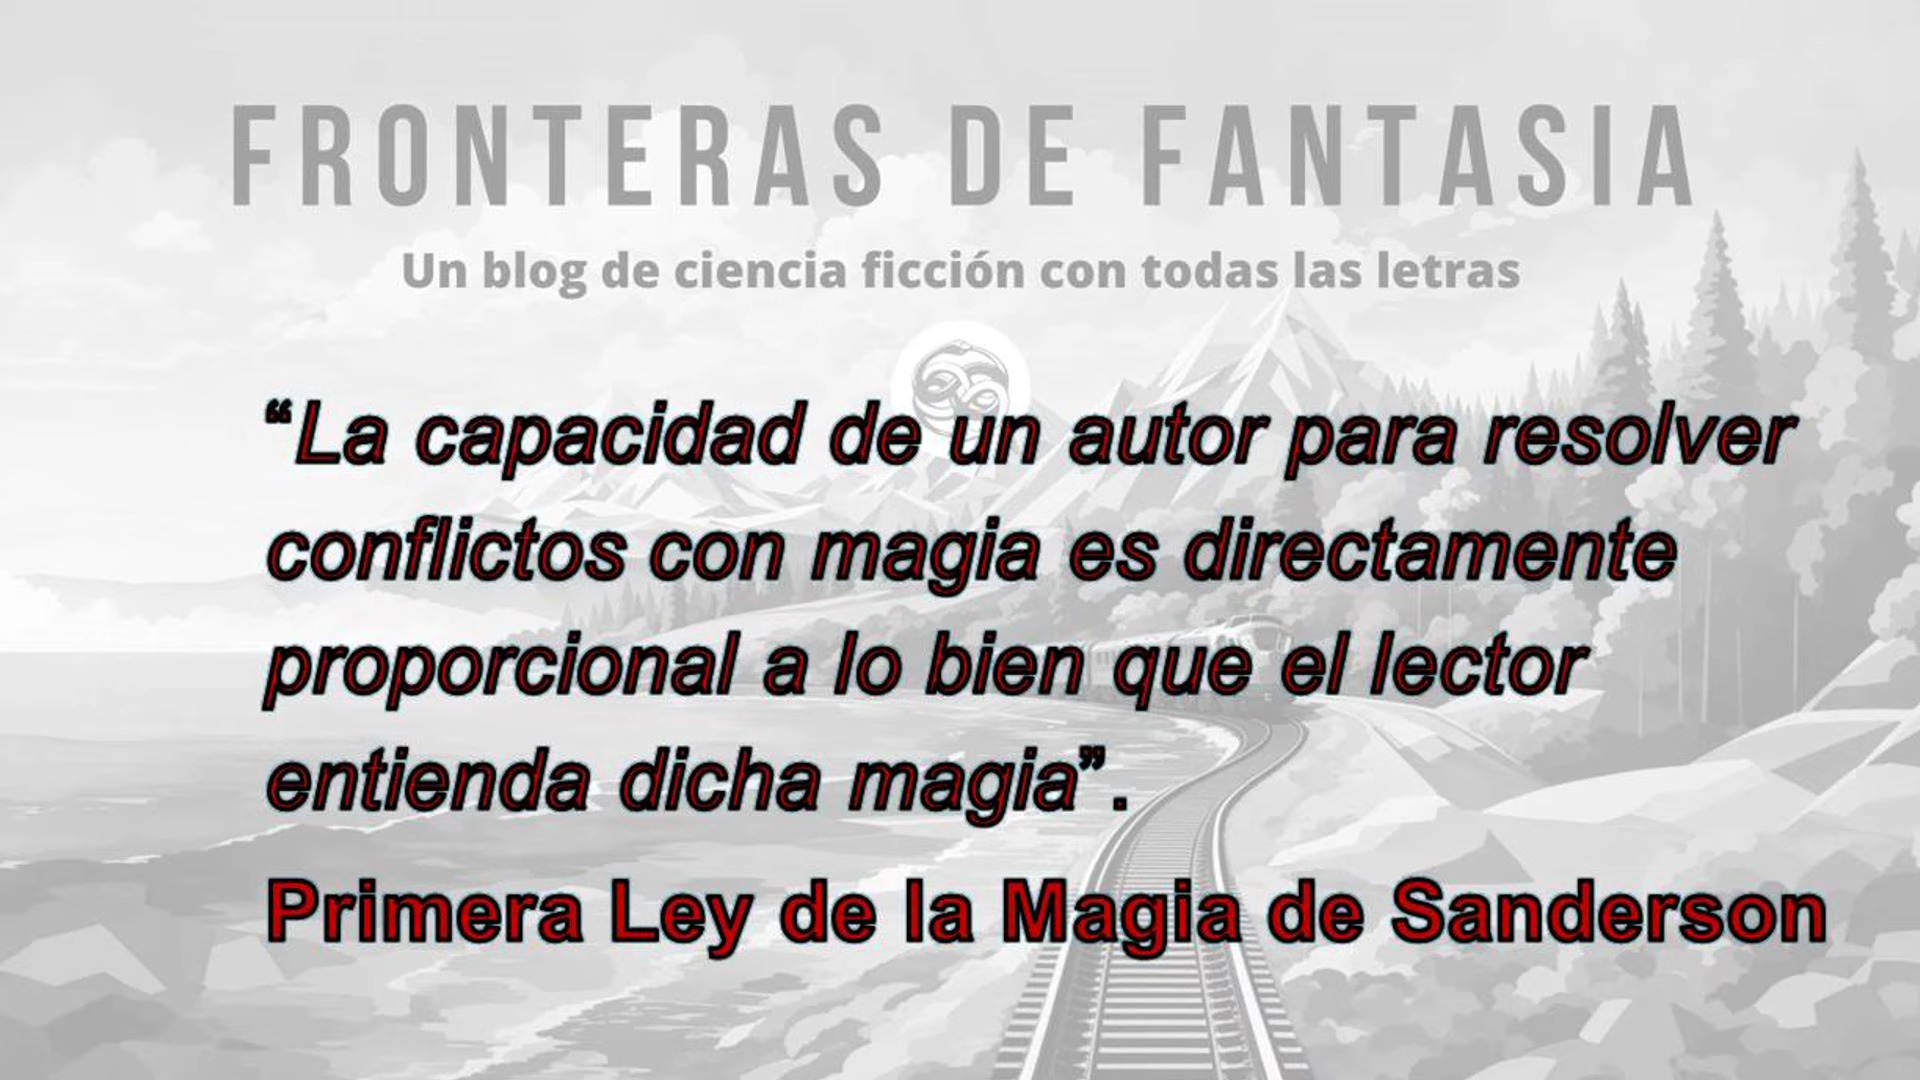 FRONTERAS DE FANTASIA
Un blog de ciencia ficción con todas las letras
“La capacidad de un autor para resolver
conflictos con magia es directamente
proporcional a lo bien que el lector
entienda dicha magia”.
Primera Ley de la Magia de Sanderson